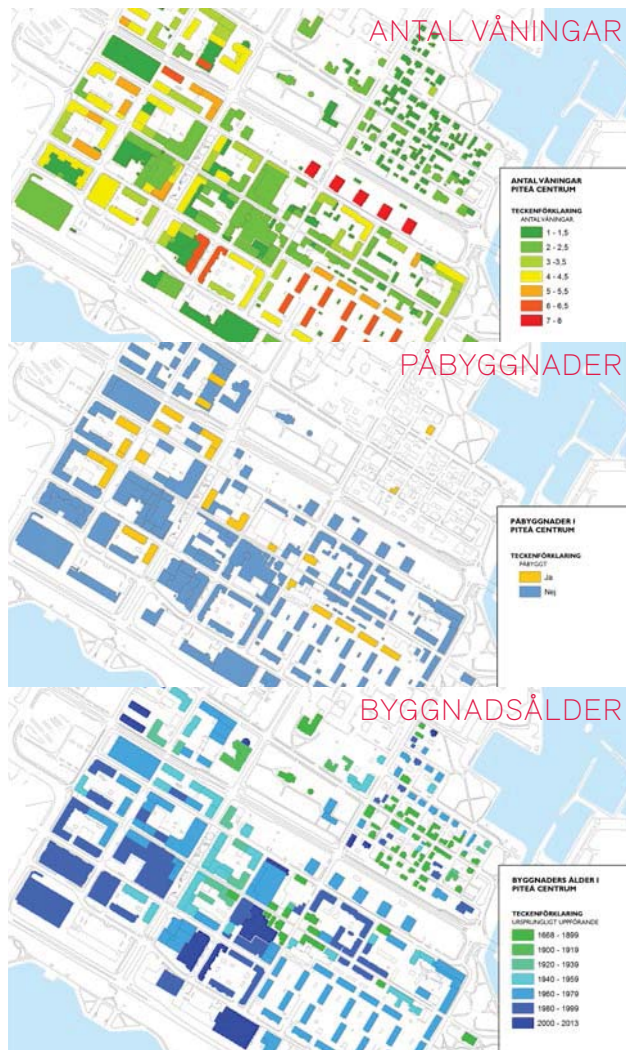 ANTAL VÅNINGAR
ANTAL VÅNINGAR
PITEÅ CENTRUM
TECKENFÖRKLARING
ANTALVÅNINGAR
1 - 1,5
2 - 2,5
3 -3,5
4 - 4,5
5 - 5,5
6 - 6,5
7 - 8
PÅBYGGNADER
PÅBYGGNADER I
PITEÅ CENTRUM
TECKENFÖRKLARING
PÅBYGGT
Ja
Nej
BYGGNADSÅLDER
BYGGNADERS ÅLDER I
PITEÅ CENTRUM
TECKENFÖRKLARING
URSPRUNGLIGT UPPFÖRANDE
1668 - 1899
1900 - 1919
1920 - 1939
1940 - 1959
1960 - 1979
1980 - 1999
2000 - 2013